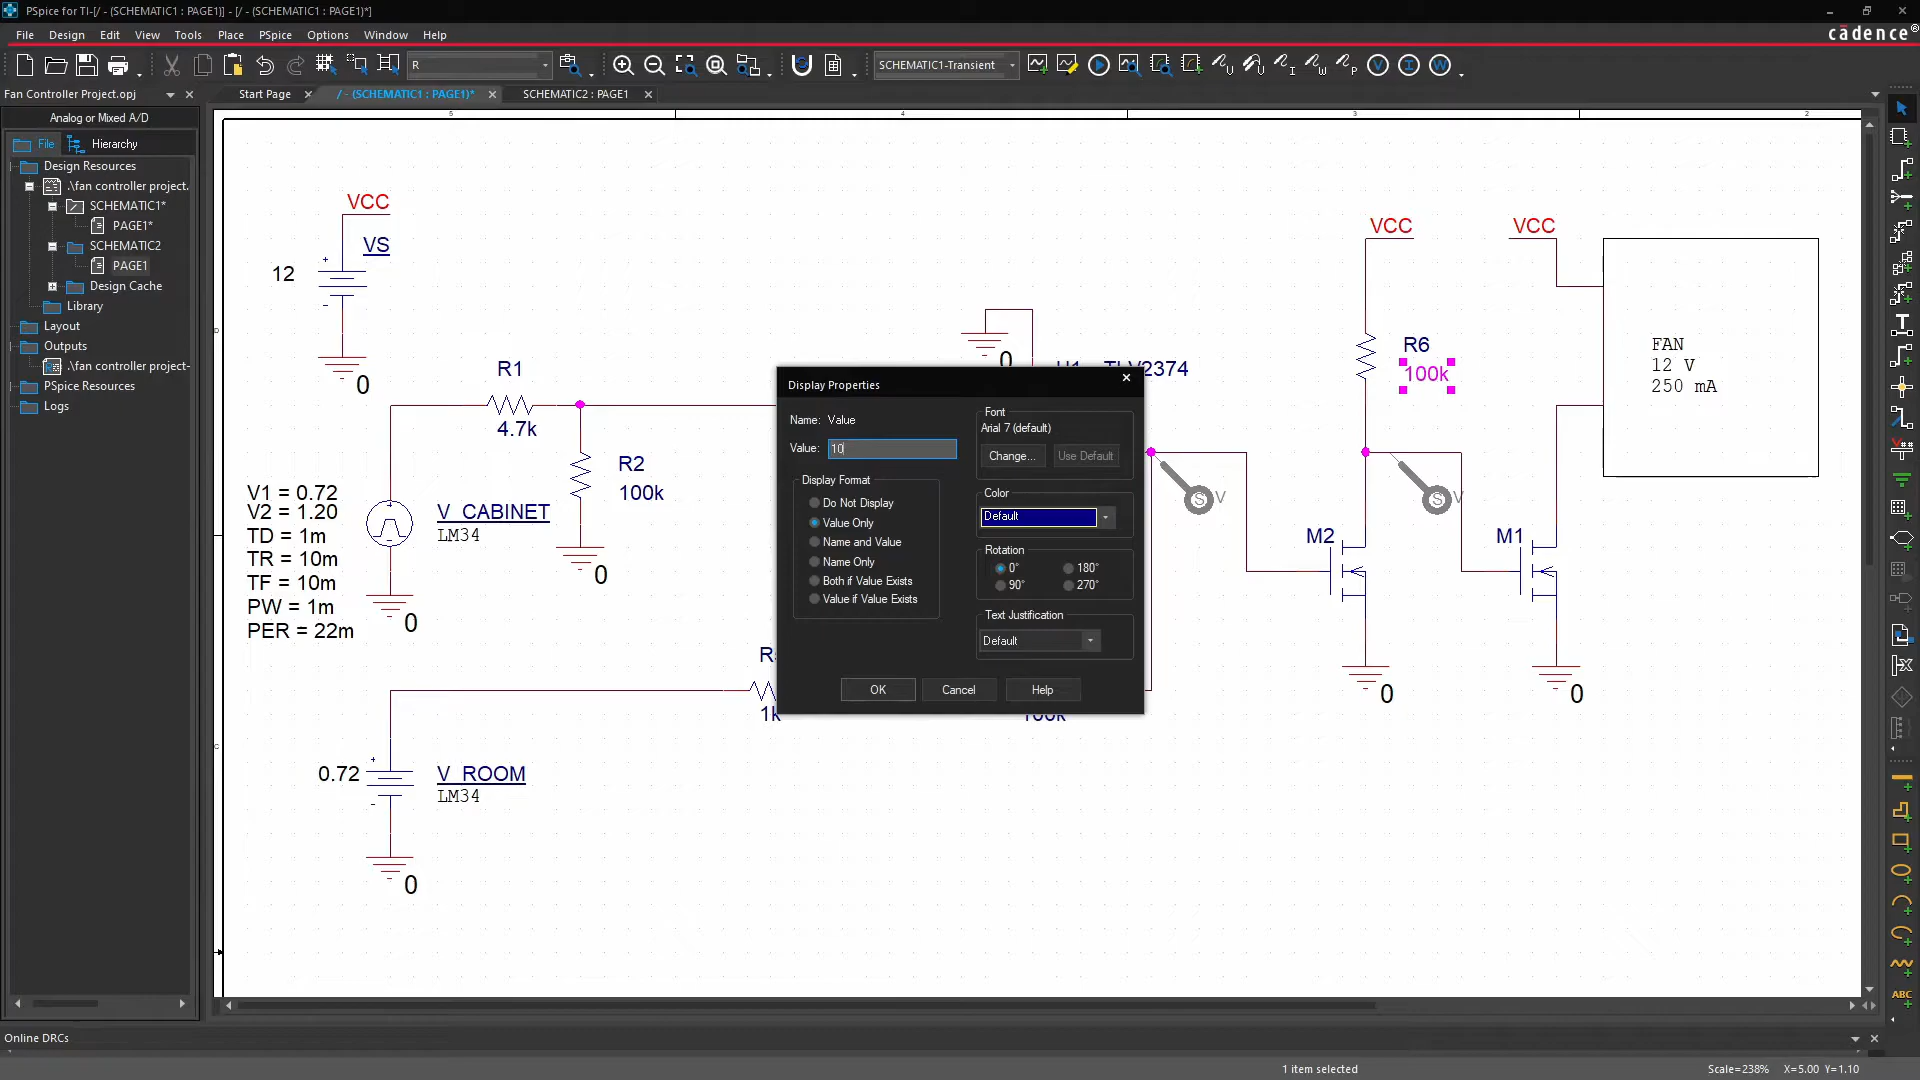 PSpice for TI-[/ - (SCHEMATIC1 : PAGE1)] - [/ - (SCHEMATIC1 : PAGE1)*]
File Design Edit View Tools Place PSpice Options Window Help
cādence®
R
SCHEMATIC1-Transient
Fan Controller Project.opj
Start Page
/ - (SCHEMATIC1 : PAGE1)*
SCHEMATIC2 : PAGE1
Analog or Mixed A/D
File Hierarchy
Design Resources
.\fan controller project.
SCHEMATIC1*
PAGE1*
SCHEMATIC2
PAGE1
Design Cache
Library
Layout
Outputs
.\fan controller project-
PSpice Resources
Logs
5
4
3
2
D
C
VCC
VS
12
+
-
0
R1
4.7k
R2
100k
0
V1 = 0.72
V2 = 1.20
TD = 1m
TR = 10m
TF = 10m
PW = 1m
PER = 22m
V_CABINET
LM34
0
0.72
+
-
V_ROOM
LM34
0
1k
0
TLV2374
100k
Display Properties
Name: Value
Value: 10
Display Format
Do Not Display
Value Only
Name and Value
Name Only
Both if Value Exists
Value if Value Exists
Font
Arial 7 (default)
Change...
Use Default
Color
Default
Rotation
0° 180°
90° 270°
Text Justification
Default
OK Cancel Help
S V
VCC
R6
100k
S V
M2
0
VCC
M1
0
FAN
12 V
250 mA
ABC
Online DRCs
1 item selected
Scale=238% X=5.00 Y=1.10